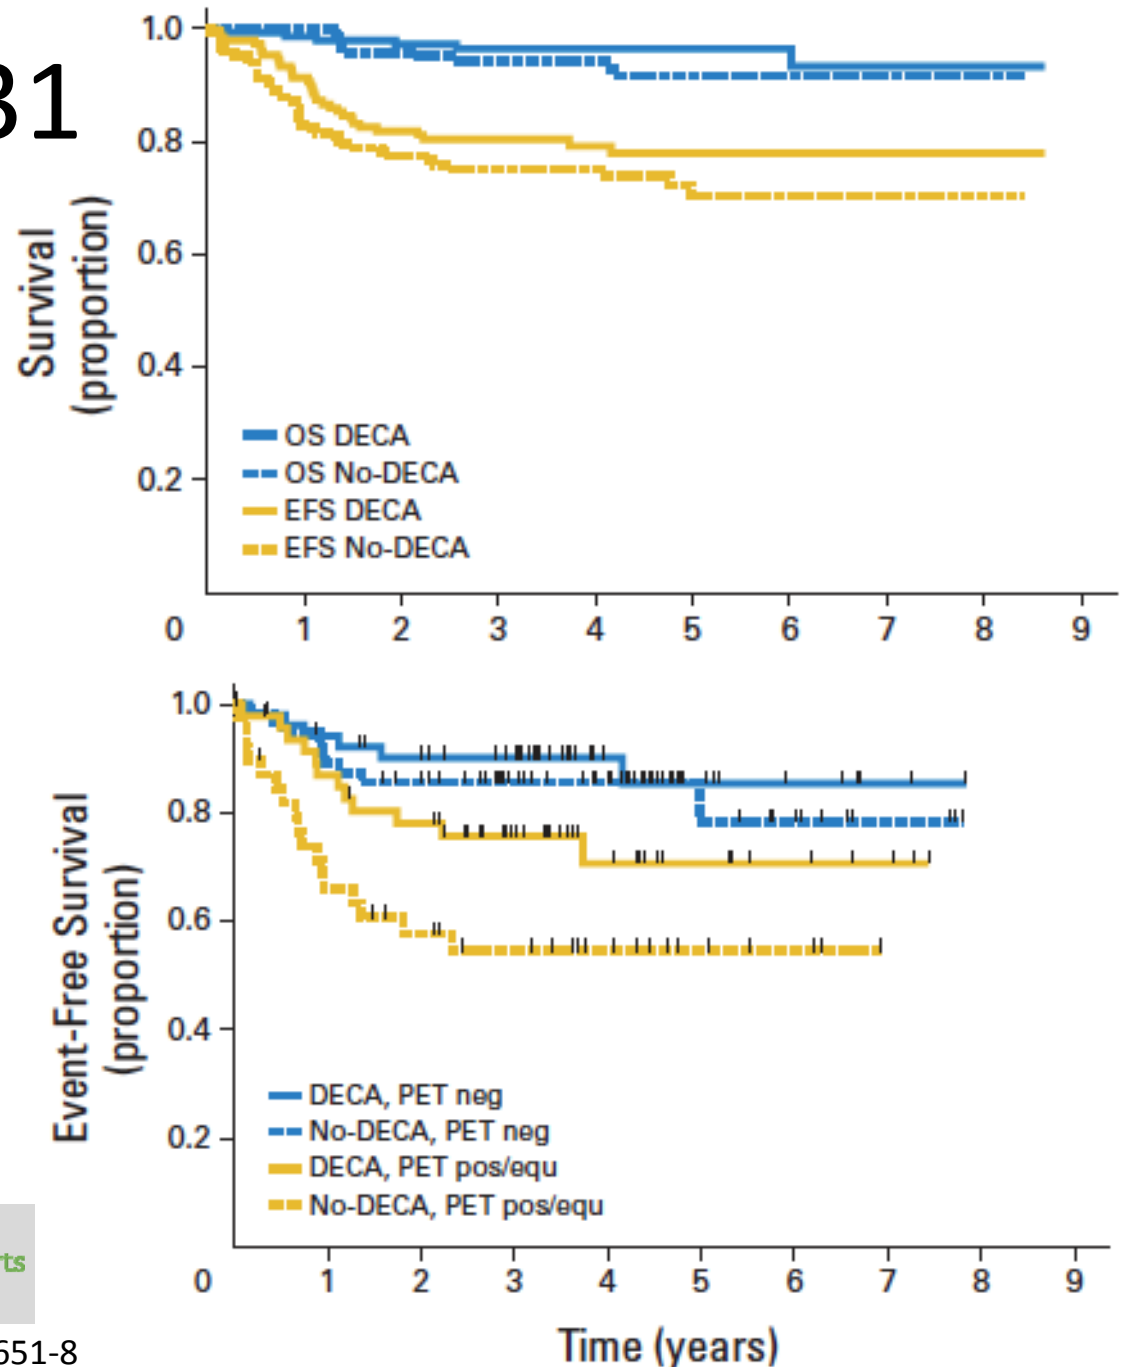 31
1.0
0.8
0.6
0.4
0.2
Survival
(proportion)
OS DECA
OS No-DECA
EFS DECA
EFS No-DECA
0 1 2 3 4 5 6 7 8 9
1.0
0.8
0.6
0.4
0.2
Event-Free Survival
(proportion)
DECA, PET neg
No-DECA, PET neg
DECA, PET pos/equ
No-DECA, PET pos/equ
0 1 2 3 4 5 6 7 8 9
Time (years)
rts
651-8